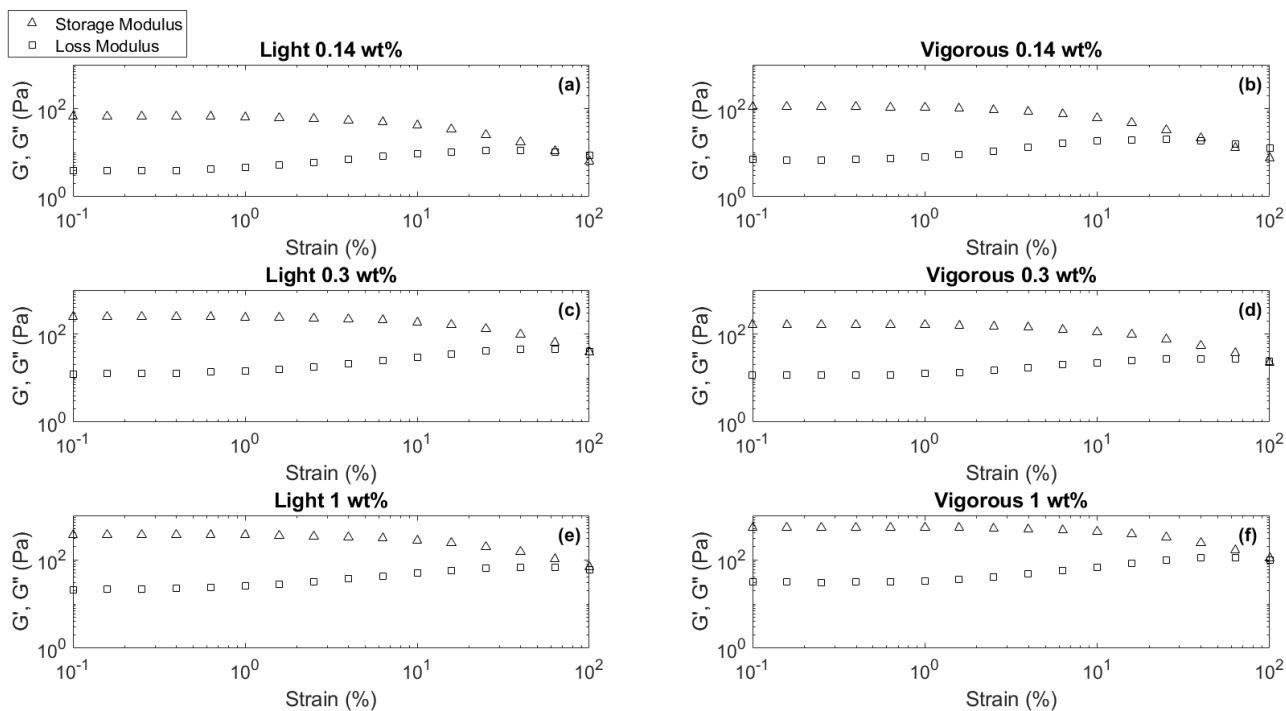 Storage Modulus
Loss Modulus
Light 0.14 wt%
(a)
G', G" (Pa)
10^2
10^0
10^-1
10^0
10^1
10^2
Strain (%)
Vigorous 0.14 wt%
(b)
G', G" (Pa)
10^2
10^0
10^-1
10^0
10^1
10^2
Strain (%)
Light 0.3 wt%
(c)
G', G" (Pa)
10^2
10^0
10^-1
10^0
10^1
10^2
Strain (%)
Vigorous 0.3 wt%
(d)
G', G" (Pa)
10^2
10^0
10^-1
10^0
10^1
10^2
Strain (%)
Light 1 wt%
(e)
G', G" (Pa)
10^2
10^0
10^-1
10^0
10^1
10^2
Strain (%)
Vigorous 1 wt%
(f)
G', G" (Pa)
10^2
10^0
10^-1
10^0
10^1
10^2
Strain (%)